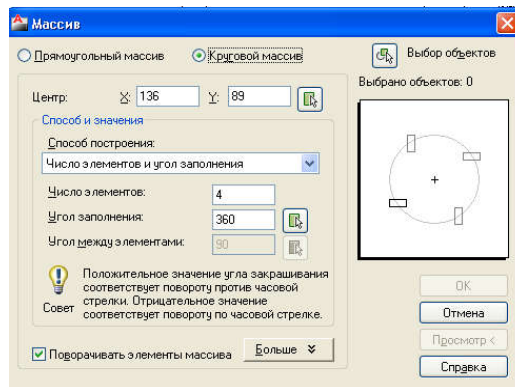 Массив
Прямоугольный массив Круговой массив Выбор объектов
Выбрано объектов: 0
Центр: X: 136 Y: 89
Способ и значения
Способ построения:
Число элементов и угол заполнения
Число элементов: 4
Угол заполнения: 360
Угол между элементами: 90
Положительное значение угла закрашивания
соответствует повороту против часовой
стрелки. Отрицательное значение
соответствует повороту по часовой стрелке.
Совет
Поворачивать элементы массива Больше
ОК
Отмена
Просмотр <
Справка